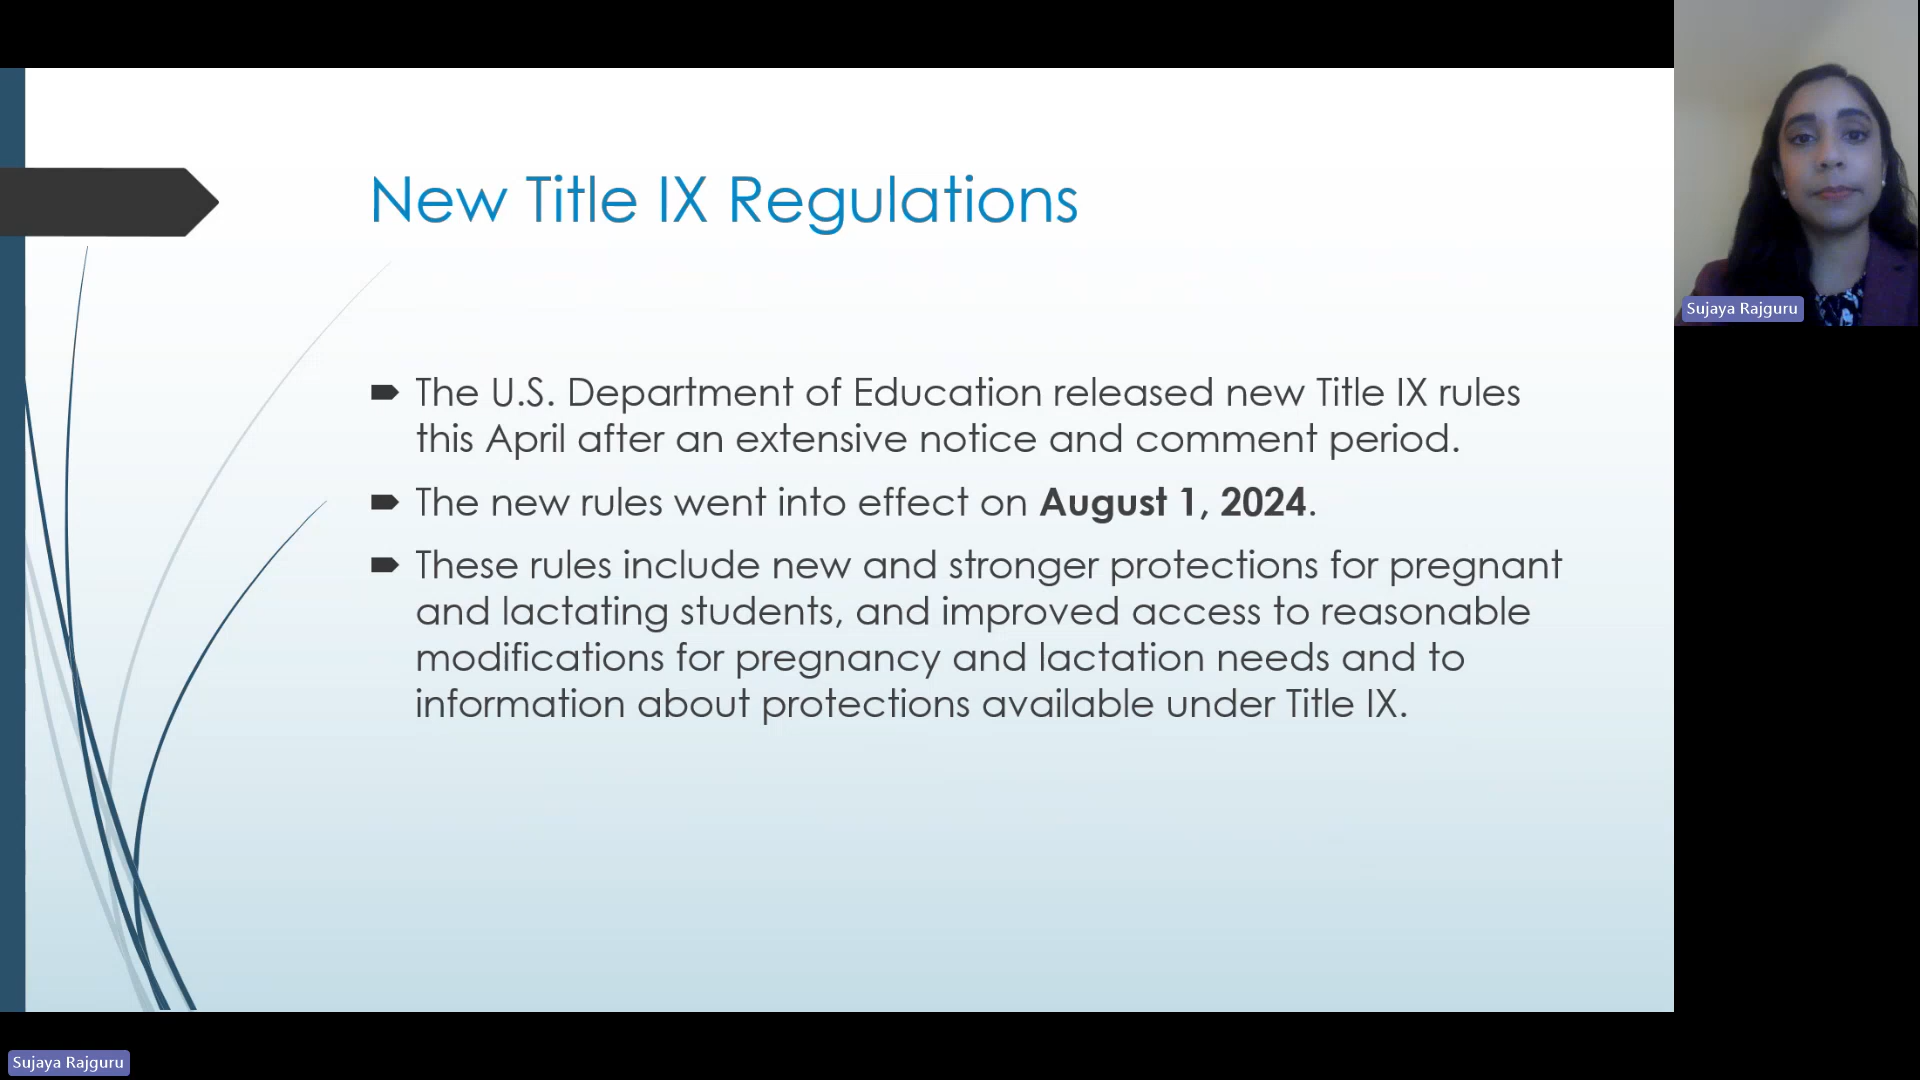 New Title IX Regulations
The U.S. Department of Education released new Title IX rules
this April after an extensive notice and comment period.
The new rules went into effect on August 1, 2024.
These rules include new and stronger protections for pregnant
and lactating students, and improved access to reasonable
modifications for pregnancy and lactation needs and to
information about protections available under Title IX.
Sujaya Rajguru
Sujaya Rajguru